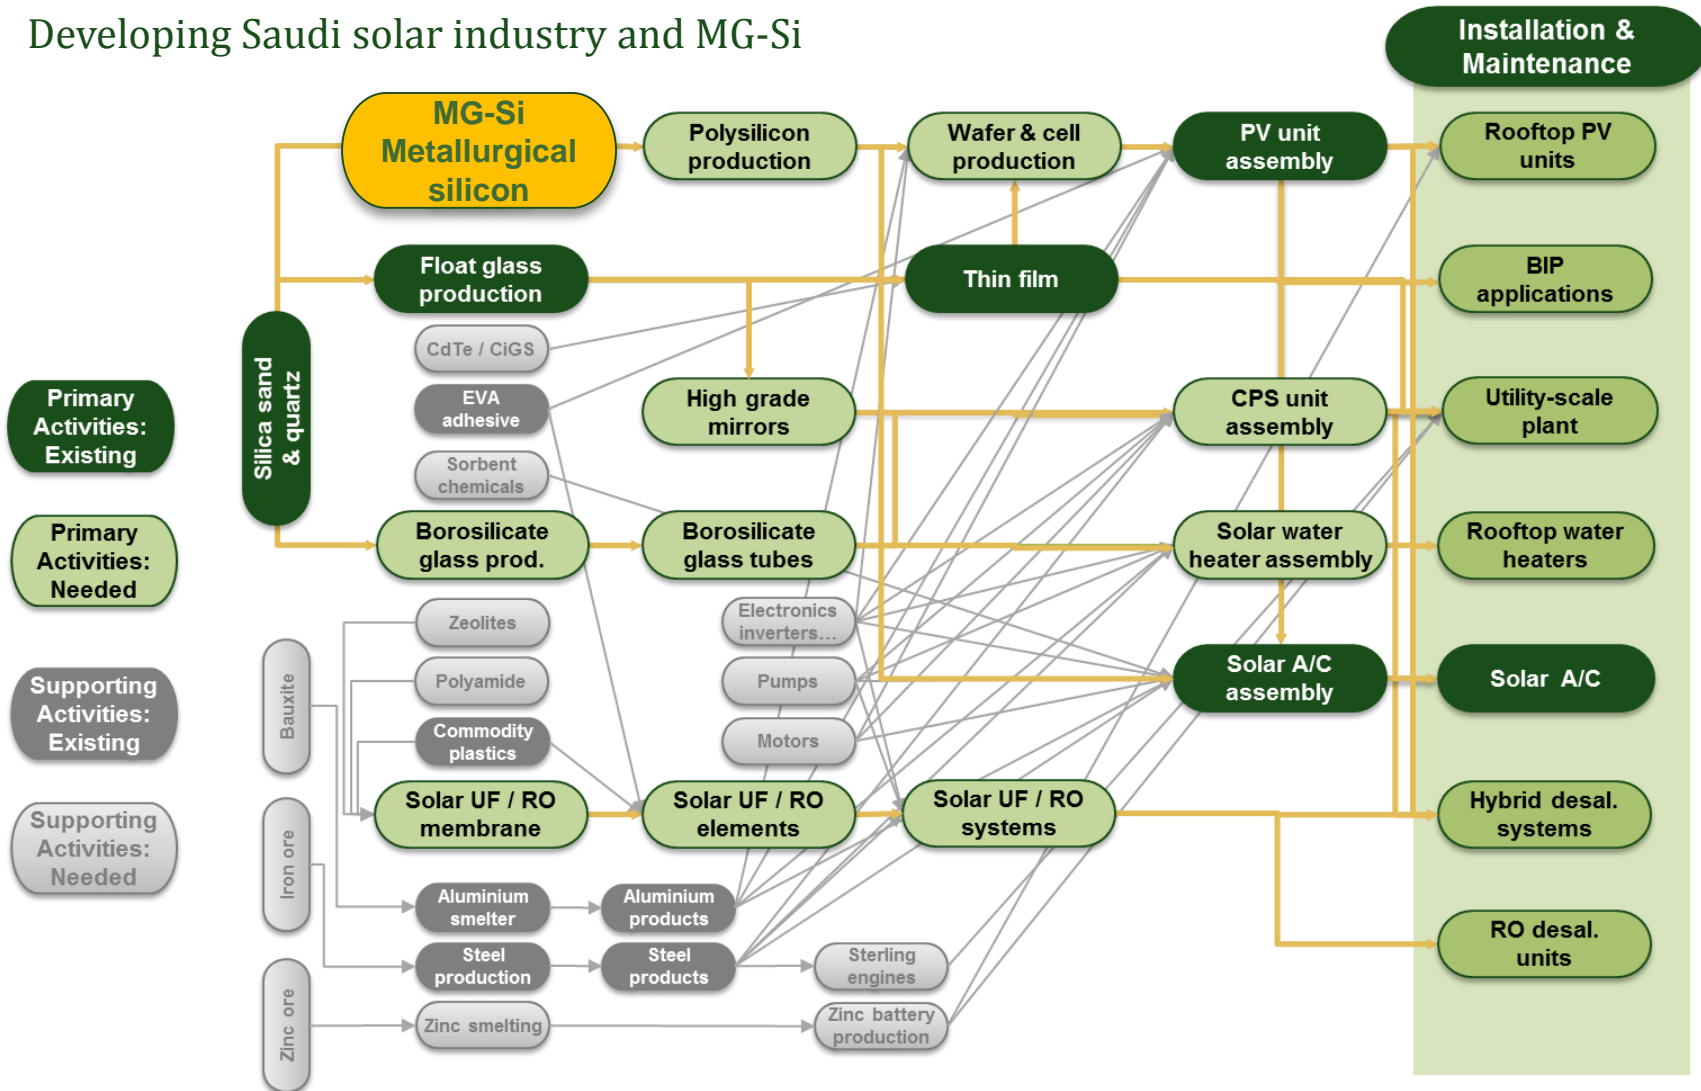 Developing Saudi solar industry and MG-Si
Installation &
Maintenance
MG-Si
Metallurgical
silicon
Polysilicon
production
Wafer & cell
production
PV unit
assembly
Rooftop PV
units
Float glass
production
Thin film
BIP
applications
CdTe / CiGS
EVA
adhesive
High grade
mirrors
CPS unit
assembly
Utility-scale
plant
Sorbent
chemicals
Silica sand
& quartz
Primary
Activities:
Existing
Borosilicate
glass prod.
Borosilicate
glass tubes
Solar water
heater assembly
Rooftop water
heaters
Primary
Activities:
Needed
Zeolites
Electronics
inverters...
Polyamide
Pumps
Solar A/C
assembly
Solar A/C
Supporting
Activities:
Existing
Bauxite
Commodity
plastics
Motors
Solar UF / RO
membrane
Solar UF / RO
elements
Solar UF / RO
systems
Hybrid desal.
systems
Supporting
Activities:
Needed
Iron ore
Aluminium
smelter
Aluminium
products
RO desal.
units
Steel
production
Steel
products
Sterling
engines
Zinc ore
Zinc smelting
Zinc battery
production